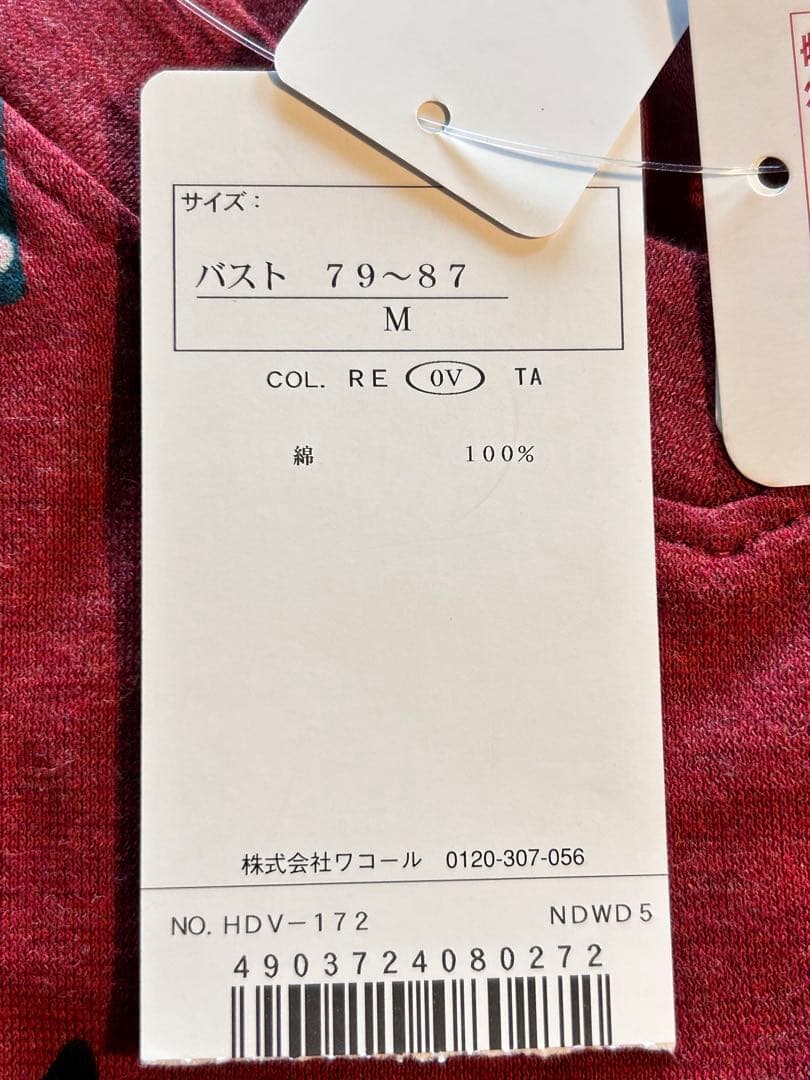 サイズ:
バスト 79～87
M
COL. RE 0V TA
綿 100%
株式会社ワコール 0120-307-056
NO. HDV-172 NDWD5
4903724080272